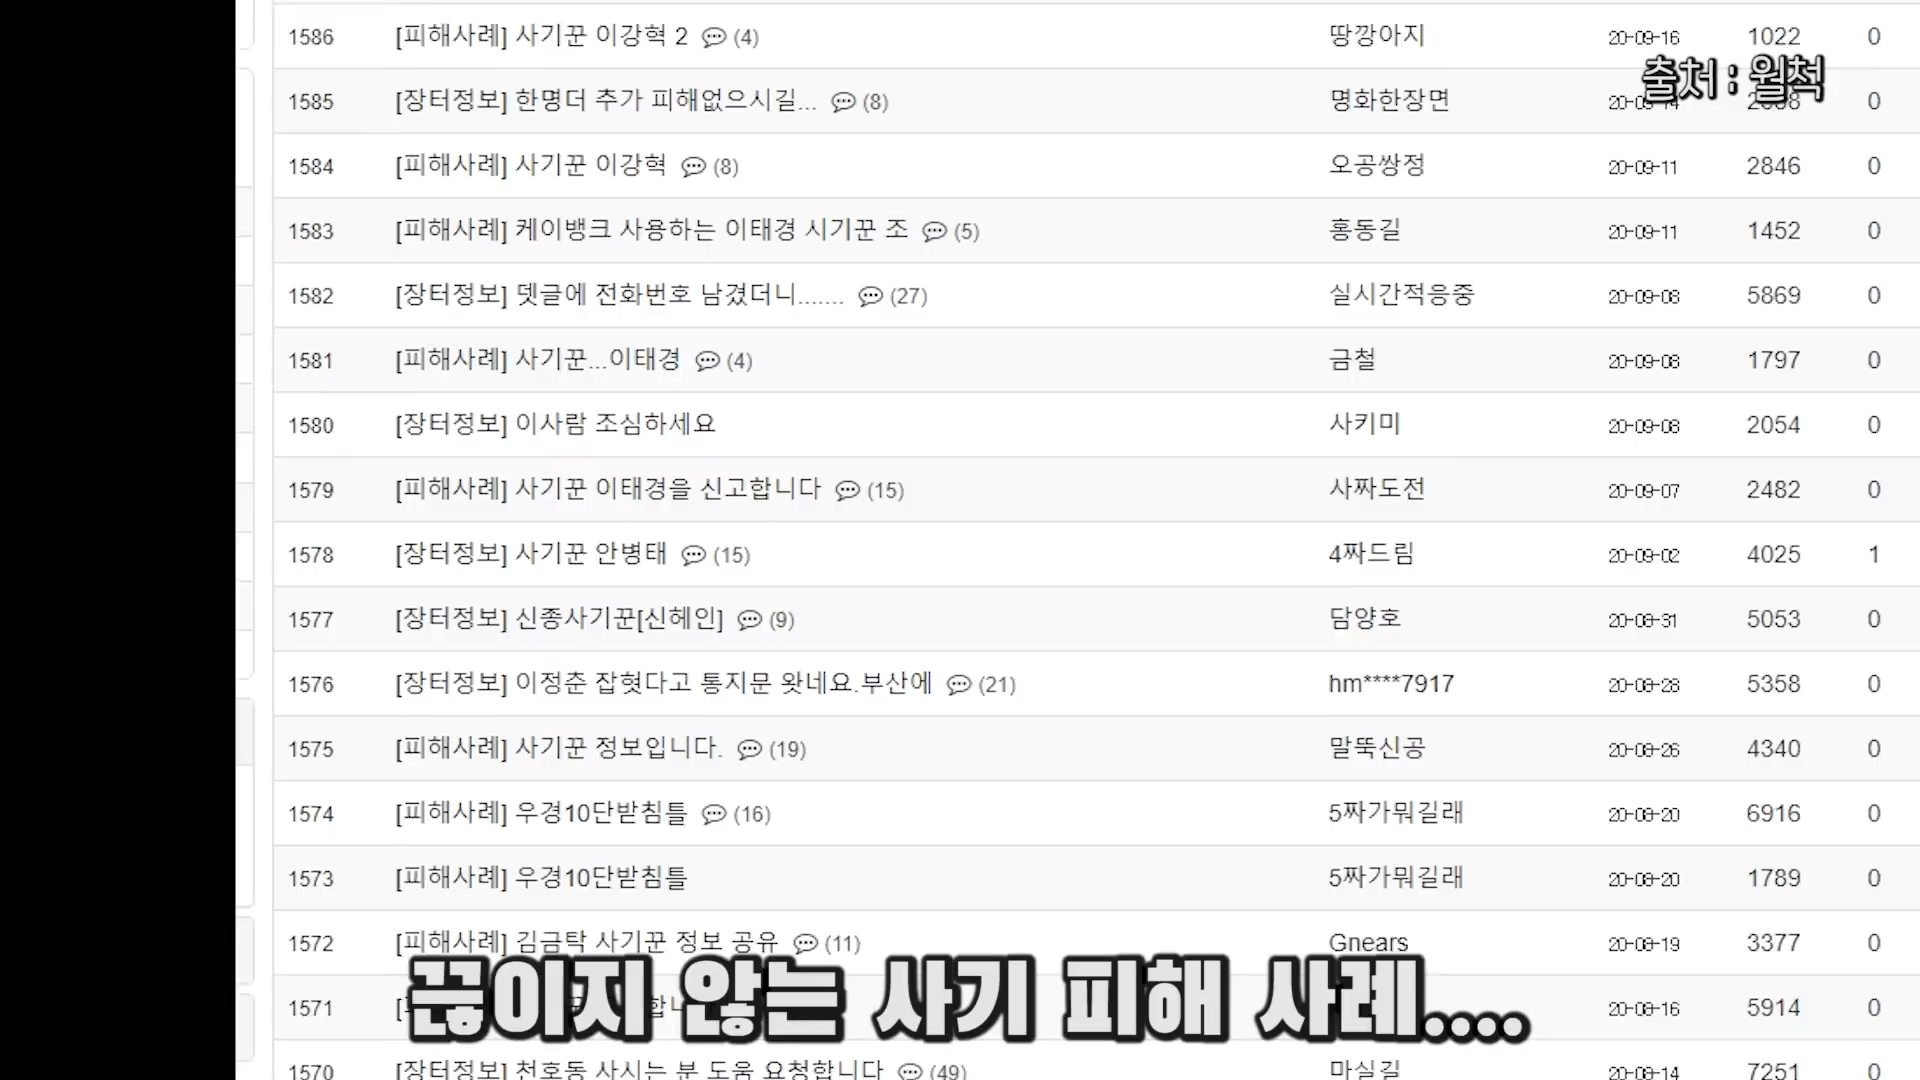 1586 [피해사례] 사기꾼 이강혁 2 (4) 땅깡아지 20-09-16 1022 0
출처 : 월척
1585 [장터정보] 한명더 추가 피해없으시길... (8) 명화한장면 0
1584 [피해사례] 사기꾼 이강혁 (8) 오공쌍정 20-09-11 2846 0
1583 [피해사례] 케이뱅크 사용하는 이태경 시기꾼 조 (5) 홍동길 20-09-11 1452 0
1582 [장터정보] 뎃글에 전화번호 남겼더니....... (27) 실시간적응중 20-09-08 5869 0
1581 [피해사례] 사기꾼...이태경 (4) 금철 20-09-08 1797 0
1580 [장터정보] 이사람 조심하세요 사키미 20-09-08 2054 0
1579 [피해사례] 사기꾼 이태경을 신고합니다 (15) 사짜도전 20-09-07 2482 0
1578 [장터정보] 사기꾼 안병태 (15) 4짜드림 20-09-02 4025 1
1577 [장터정보] 신종사기꾼[신헤인] (9) 담양호 20-08-31 5053 0
1576 [장터정보] 이정춘 잡혓다고 통지문 왓네요.부산에 (21) hm****7917 20-08-28 5358 0
1575 [피해사례] 사기꾼 정보입니다. (19) 말뚝신공 20-08-26 4340 0
1574 [피해사례] 우경10단받침틀 (16) 5짜가뭐길래 20-08-20 6916 0
1573 [피해사례] 우경10단받침틀 5짜가뭐길래 20-08-20 1789 0
1572 [피해사례] 김금탁 사기꾼 정보 공유 (11) Gnears 20-08-19 3377 0
끊이지 않는 사기 피해 사례....
1571 20-08-16 5914 0
1570 [장터정보] 천호동 사시는 분 도움 요청합니다 (49) 마실길 20-08-14 7251 0